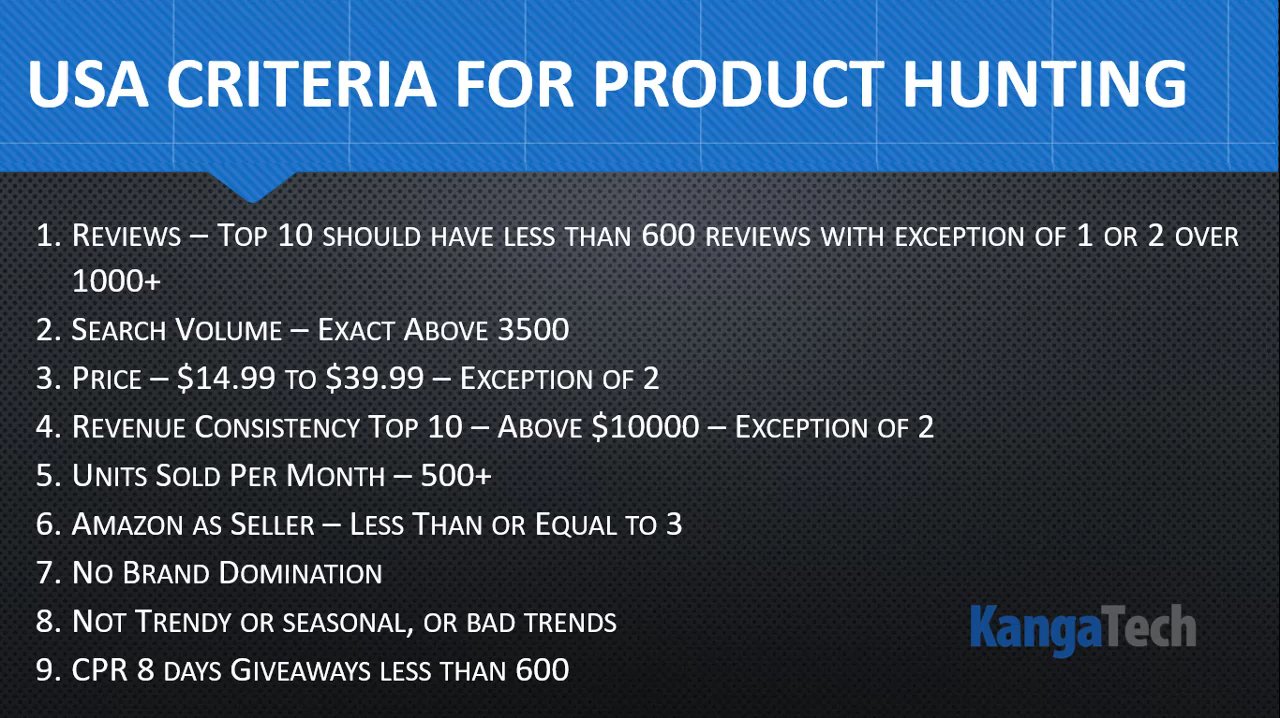 USA CRITERIA FOR PRODUCT HUNTING
1. Reviews – Top 10 should have less than 600 reviews with exception of 1 or 2 over
1000+
2. Search Volume – Exact Above 3500
3. Price – $14.99 to $39.99 – Exception of 2
4. Revenue Consistency Top 10 – Above $10000 – Exception of 2
5. Units Sold Per Month – 500+
6. Amazon as Seller – Less Than or Equal to 3
7. No Brand Domination
8. Not Trendy or seasonal, or bad trends
9. CPR 8 days Giveaways less than 600
KangaTech